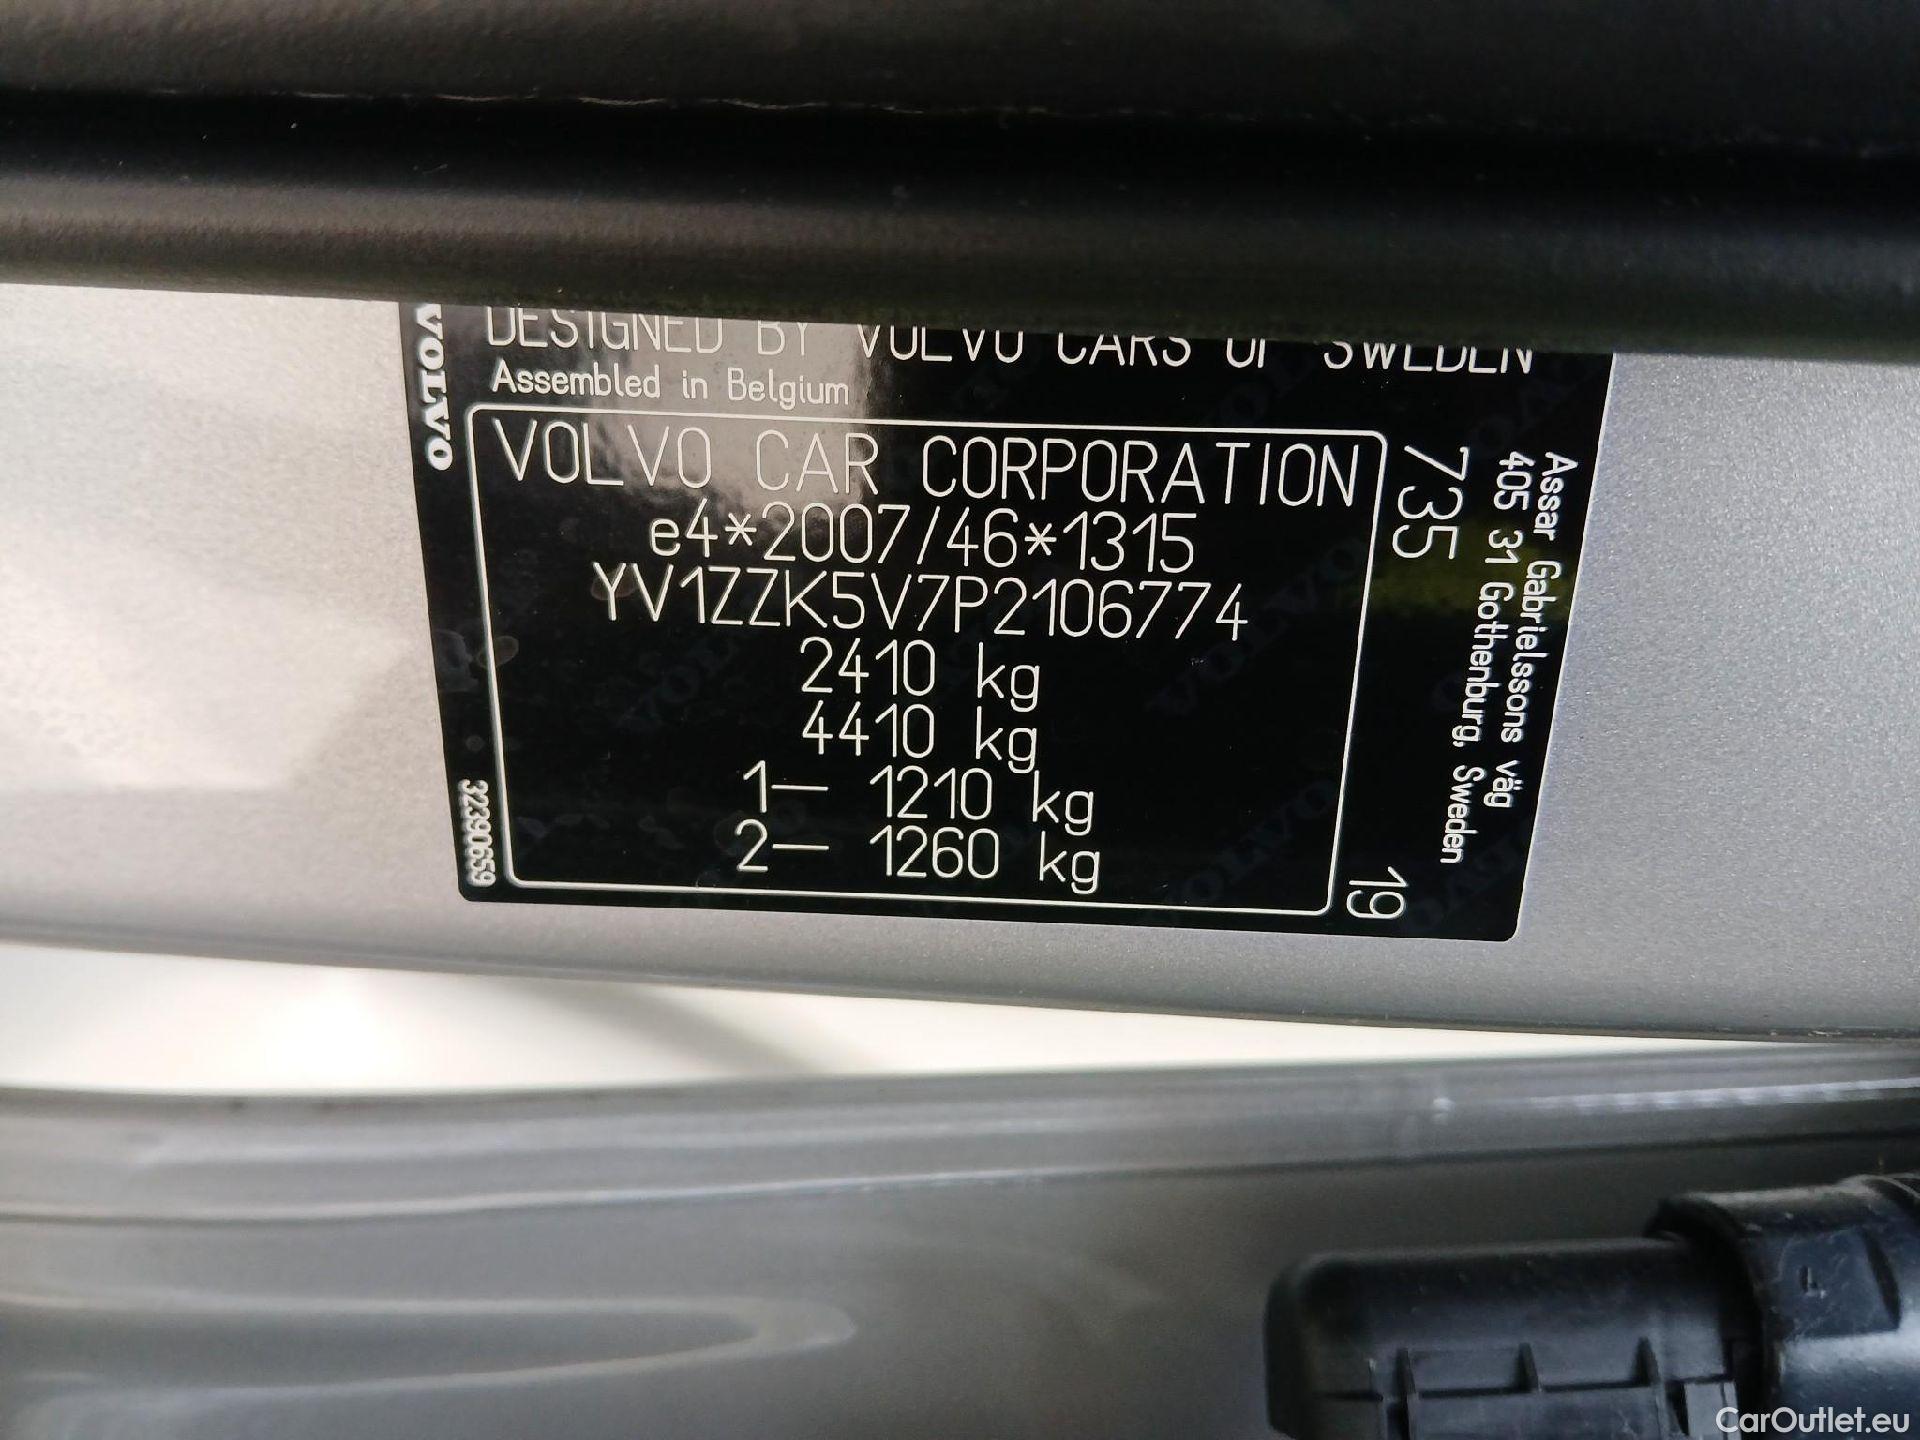 DESIGNED BY VOLVO CARS OF SWEDEN
Assembled in Belgium
VOLVO
VOLVO CAR CORPORATION
e4*2007/46*1315
YV1ZZK5V7P2106774
2410 kg
4410 kg
1– 1210 kg
2– 1260 kg
32390659
735
19
Assar Gabrielssons väg
405 31 Gothenburg, Sweden
4
CarOutlet.eu